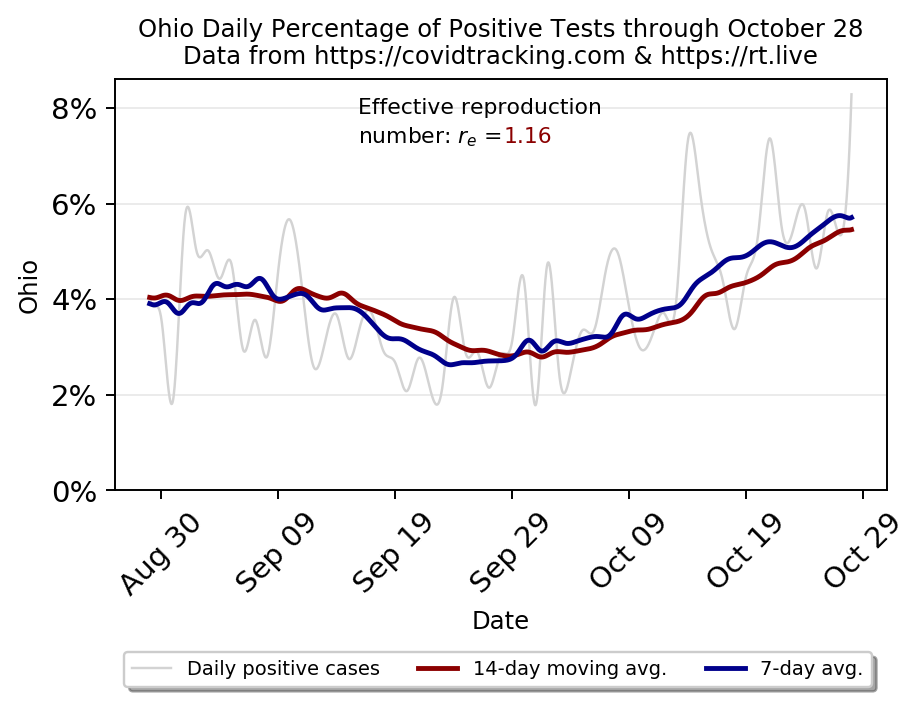 Ohio Daily Percentage of Positive Tests through October 28
Data from https://covidtracking.com & https://rt.live
Effective reproduction
number: rₑ =1.16
8%
6%
4%
2%
0%
Ohio
Aug 30
Sep 09
Sep 19
Sep 29
Oct 09
Oct 19
Oct 29
Date
Daily positive cases
14-day moving avg.
7-day avg.